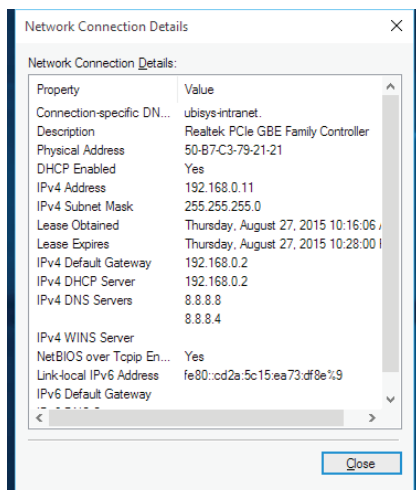 Network Connection Details
Network Connection Details:
Property Value
Connection-specific DN... ubisys-intranet.
Description Realtek PCIe GBE Family Controller
Physical Address 50-B7-C3-79-21-21
DHCP Enabled Yes
IPv4 Address 192.168.0.11
IPv4 Subnet Mask 255.255.255.0
Lease Obtained Thursday, August 27, 2015 10:16:06
Lease Expires Thursday, August 27, 2015 10:28:00
IPv4 Default Gateway 192.168.0.2
IPv4 DHCP Server 192.168.0.2
IPv4 DNS Servers 8.8.8.8
8.8.8.4
IPv4 WINS Server
NetBIOS over Tcpip En... Yes
Link-local IPv6 Address fe80::cd2a:5c15:ea73:df8e%9
IPv6 Default Gateway
Close